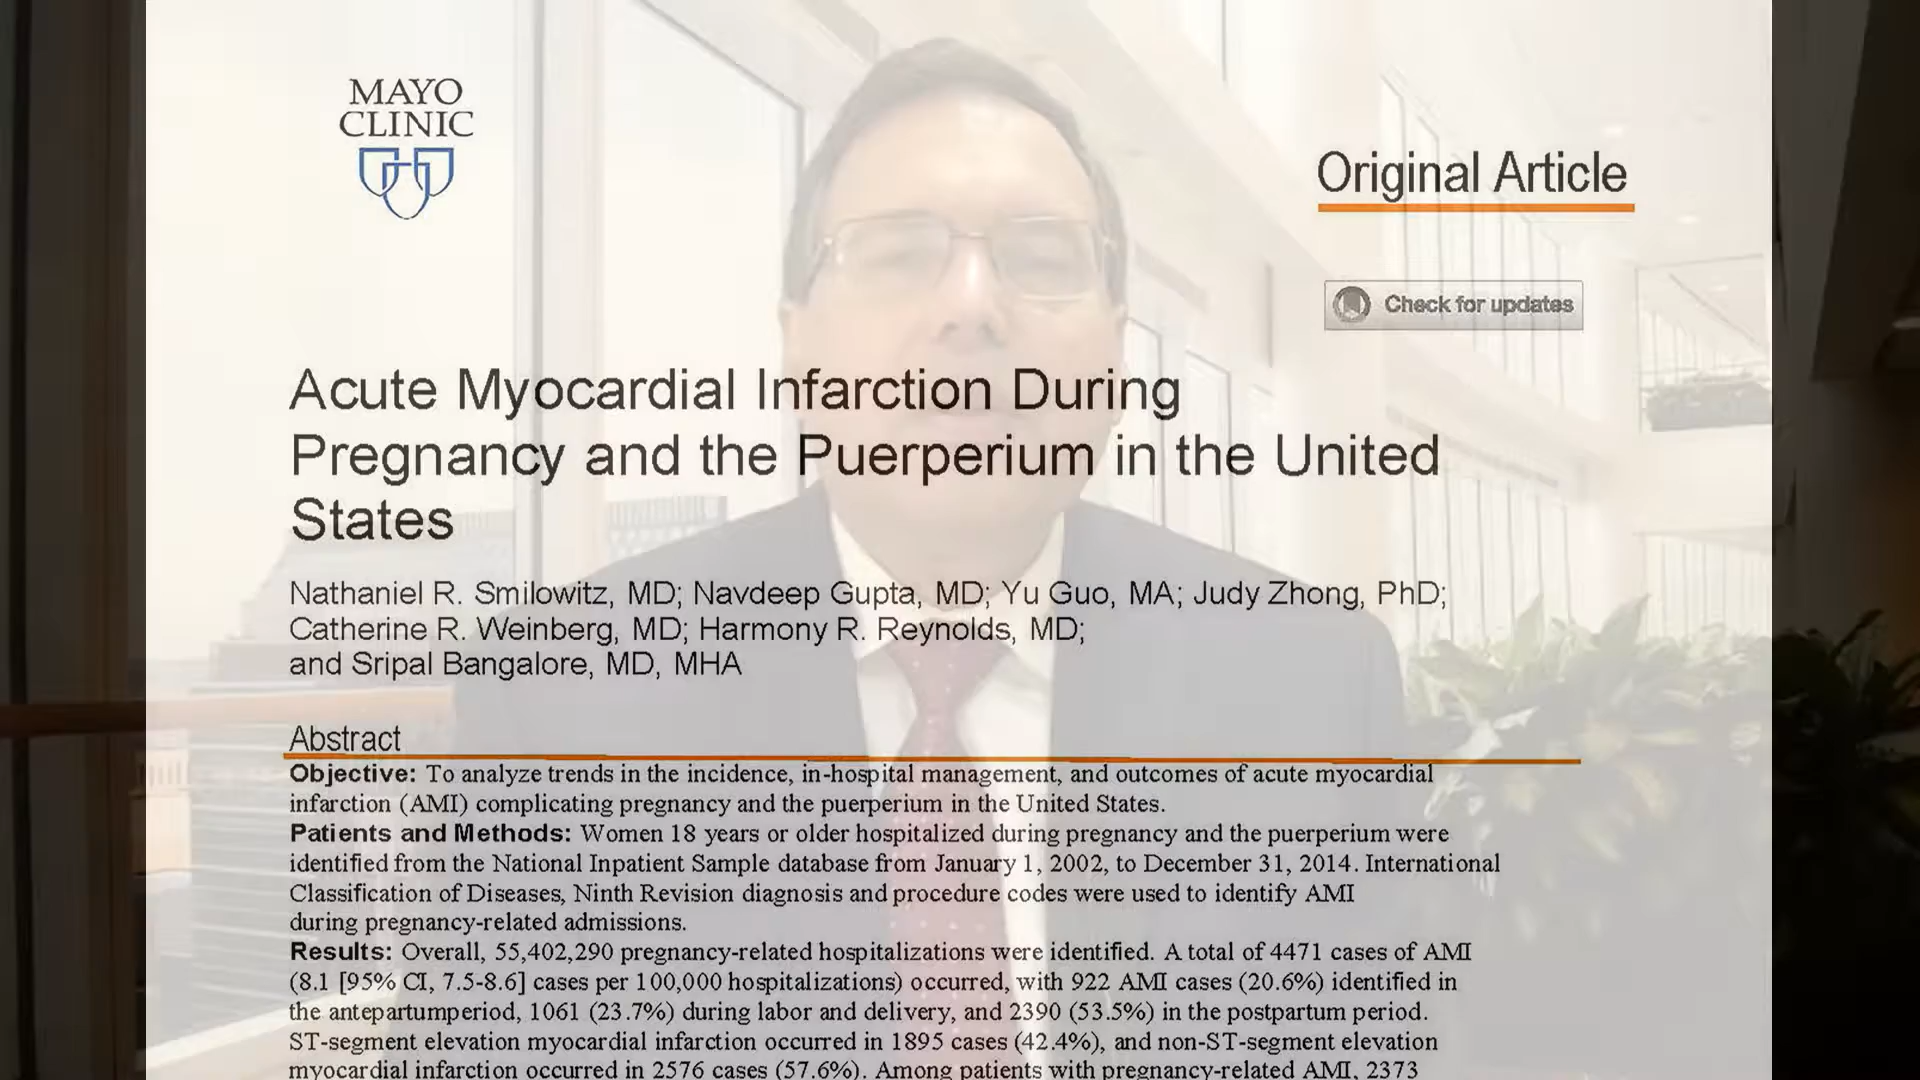 MAYO
CLINIC
Original Article
Check for updates
Acute Myocardial Infarction During
Pregnancy and the Puerperium in the United
States
Nathaniel R. Smilowitz, MD; Navdeep Gupta, MD; Yu Guo, MA; Judy Zhong, PhD;
Catherine R. Weinberg, MD; Harmony R. Reynolds, MD;
and Sripal Bangalore, MD, MHA
Abstract
Objective: To analyze trends in the incidence, in-hospital management, and outcomes of acute myocardial
infarction (AMI) complicating pregnancy and the puerperium in the United States.
Patients and Methods: Women 18 years or older hospitalized during pregnancy and the puerperium were
identified from the National Inpatient Sample database from January 1, 2002, to December 31, 2014. International
Classification of Diseases, Ninth Revision diagnosis and procedure codes were used to identify AMI
during pregnancy-related admissions.
Results: Overall, 55,402,290 pregnancy-related hospitalizations were identified. A total of 4471 cases of AMI
(8.1 [95% CI, 7.5-8.6] cases per 100,000 hospitalizations) occurred, with 922 AMI cases (20.6%) identified in
the antepartumperiod, 1061 (23.7%) during labor and delivery, and 2390 (53.5%) in the postpartum period.
ST-segment elevation myocardial infarction occurred in 1895 cases (42.4%), and non-ST-segment elevation
myocardial infarction occurred in 2576 cases (57.6%). Among patients with pregnancy-related AMI, 2373